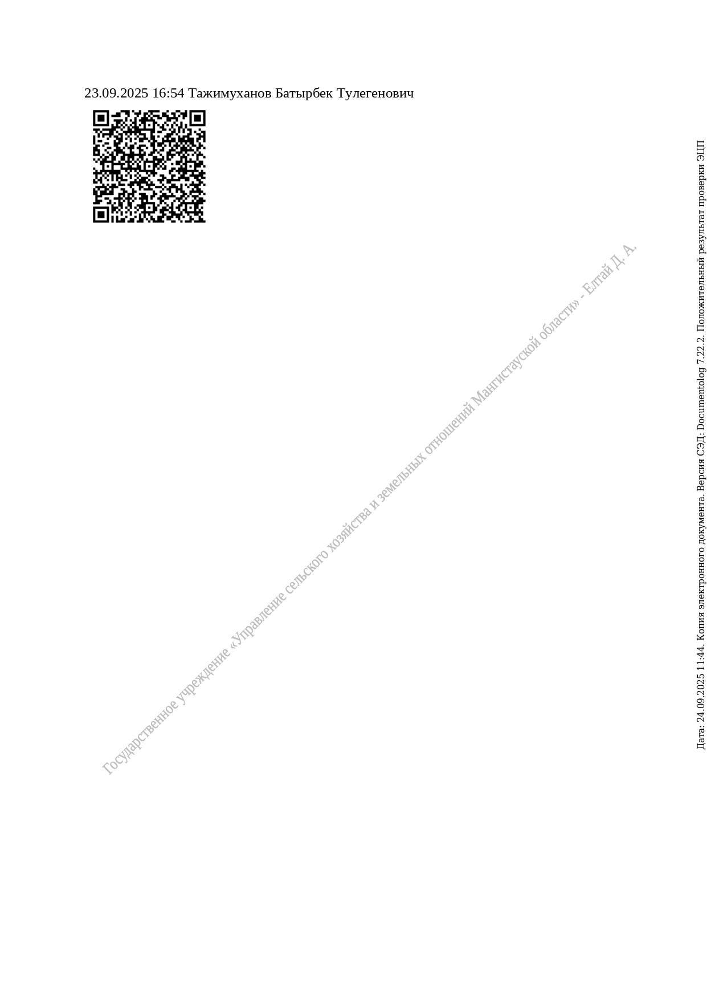 23.09.2025 16:54 Тажимуханов Батырбек Тулегенович
Государственное учреждение «Управление сельского хозяйства и земельных отношений Мангистауской области» - Елтай Д. А.
Дата: 24.09.2025 11:44. Копия электронного документа. Версия СЭД: Documentolog 7.22.2. Положительный результат проверки ЭЦП